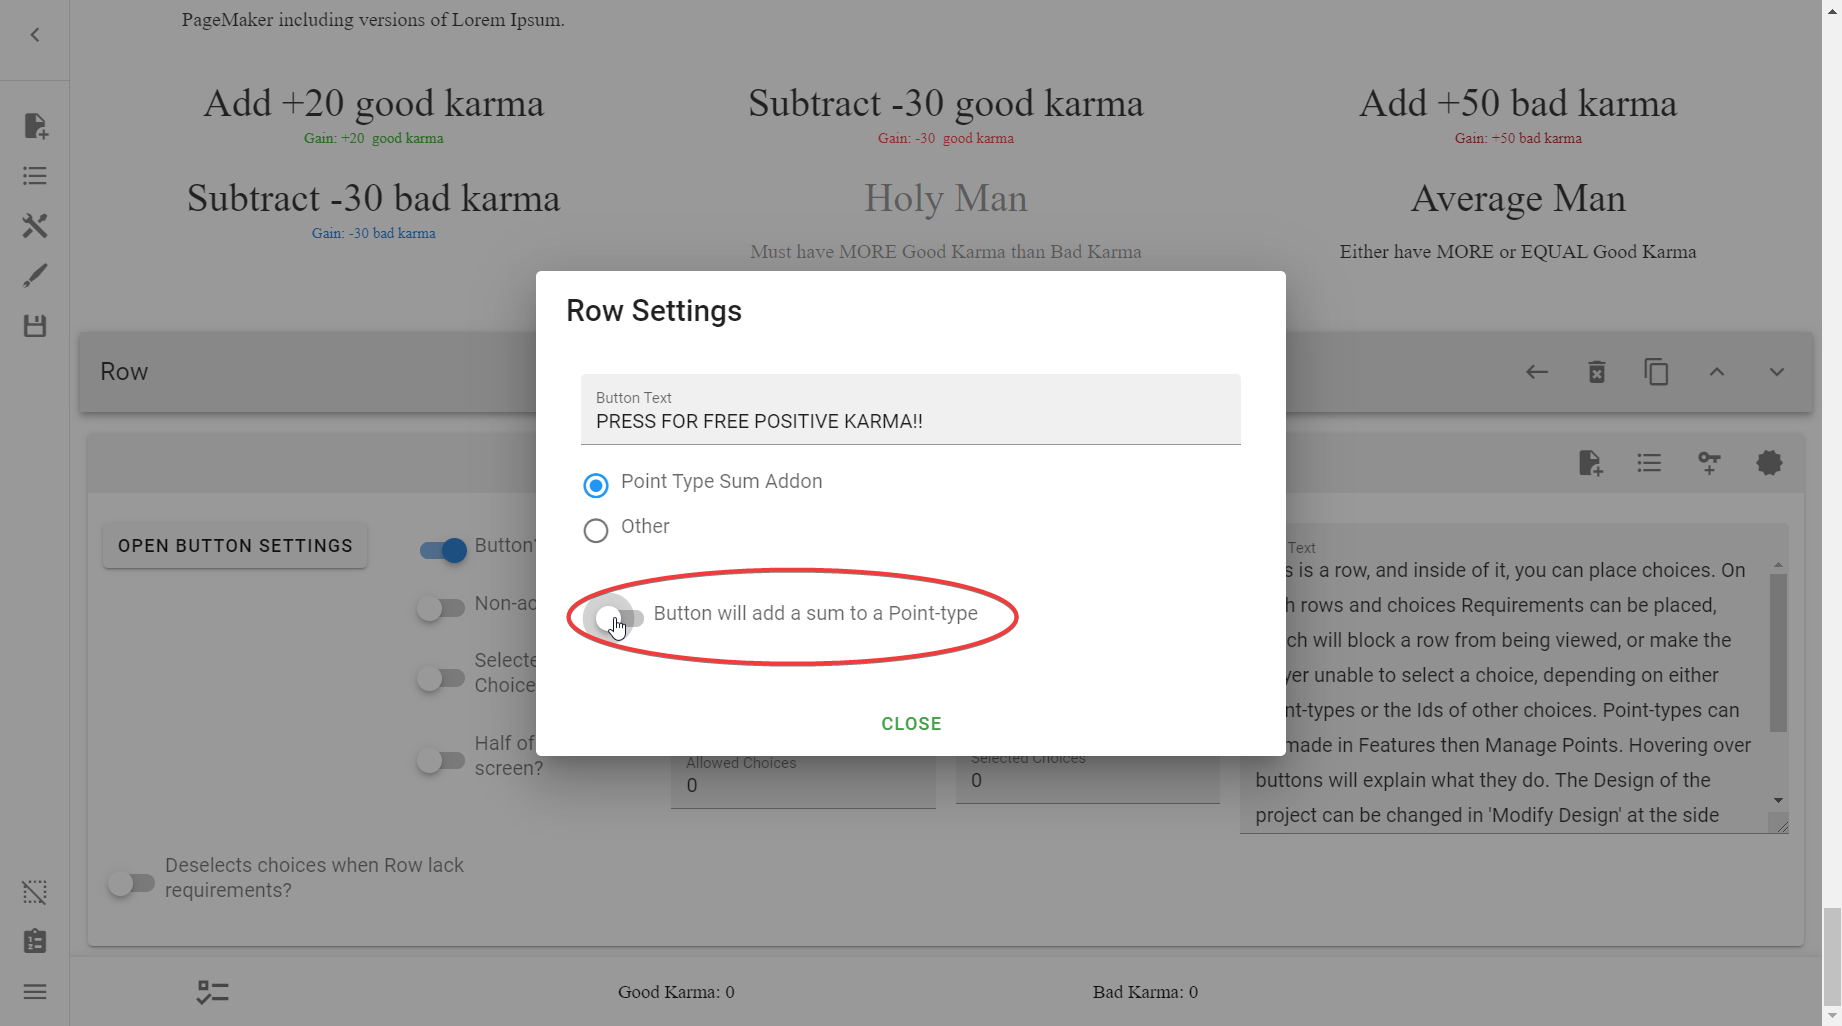 PageMaker including versions of Lorem Ipsum.
Add +20 good karma
Gain: +20 good karma
Subtract -30 good karma
Gain: -30 good karma
Add +50 bad karma
Gain: +50 bad karma
Subtract -30 bad karma
Gain: -30 bad karma
Holy Man
Must have MORE Good Karma than Bad Karma
Average Man
Either have MORE or EQUAL Good Karma
Row
Row Settings
Button Text
PRESS FOR FREE POSITIVE KARMA!!
Point Type Sum Addon
Other
Button will add a sum to a Point-type
CLOSE
OPEN BUTTON SETTINGS
Button?
Non-ac
Selecte
Choice
Half of
screen?
Allowed Choices
0
Selected Choices
0
Text
s is a row, and inside of it, you can place choices. On
h rows and choices Requirements can be placed,
ch will block a row from being viewed, or make the
yer unable to select a choice, depending on either
nt-types or the Ids of other choices. Point-types can
made in Features then Manage Points. Hovering over
buttons will explain what they do. The Design of the
project can be changed in 'Modify Design' at the side
Deselects choices when Row lack
requirements?
Good Karma: 0
Bad Karma: 0